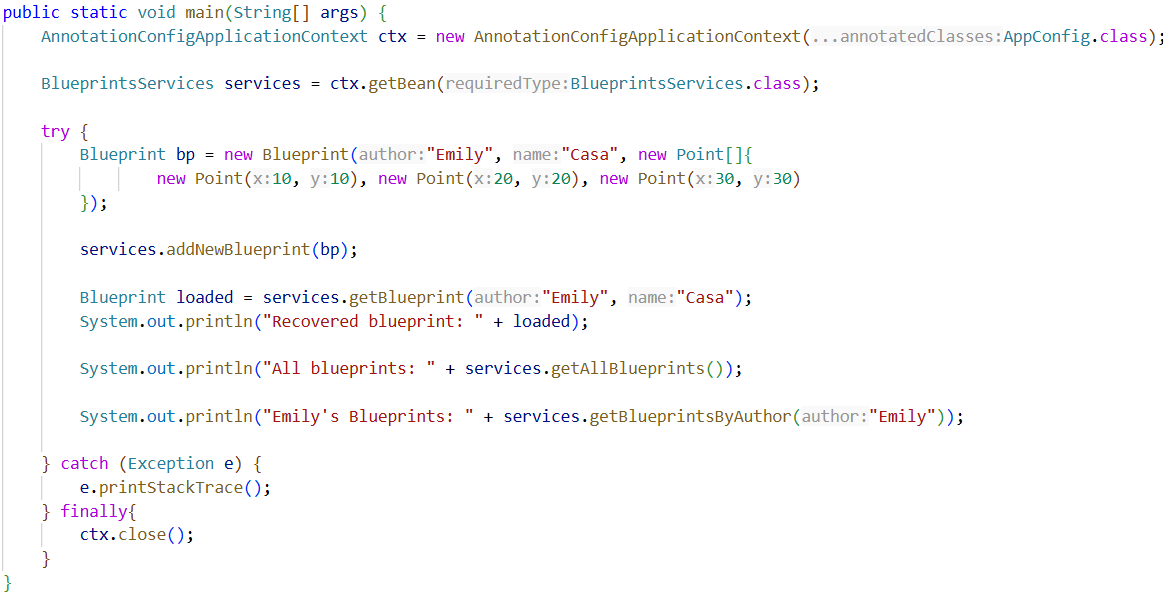 public static void main(String[] args) {
    AnnotationConfigApplicationContext ctx = new AnnotationConfigApplicationContext(...annotatedClasses:AppConfig.class);

    BlueprintsServices services = ctx.getBean(requiredType:BlueprintsServices.class);

    try {
        Blueprint bp = new Blueprint(author:"Emily", name:"Casa", new Point[]{
                new Point(x:10, y:10), new Point(x:20, y:20), new Point(x:30, y:30)
        });

        services.addNewBlueprint(bp);

        Blueprint loaded = services.getBlueprint(author:"Emily", name:"Casa");
        System.out.println("Recovered blueprint: " + loaded);

        System.out.println("All blueprints: " + services.getAllBlueprints());

        System.out.println("Emily's Blueprints: " + services.getBlueprintsByAuthor(author:"Emily"));

    } catch (Exception e) {
        e.printStackTrace();
    } finally{
        ctx.close();
    }
}